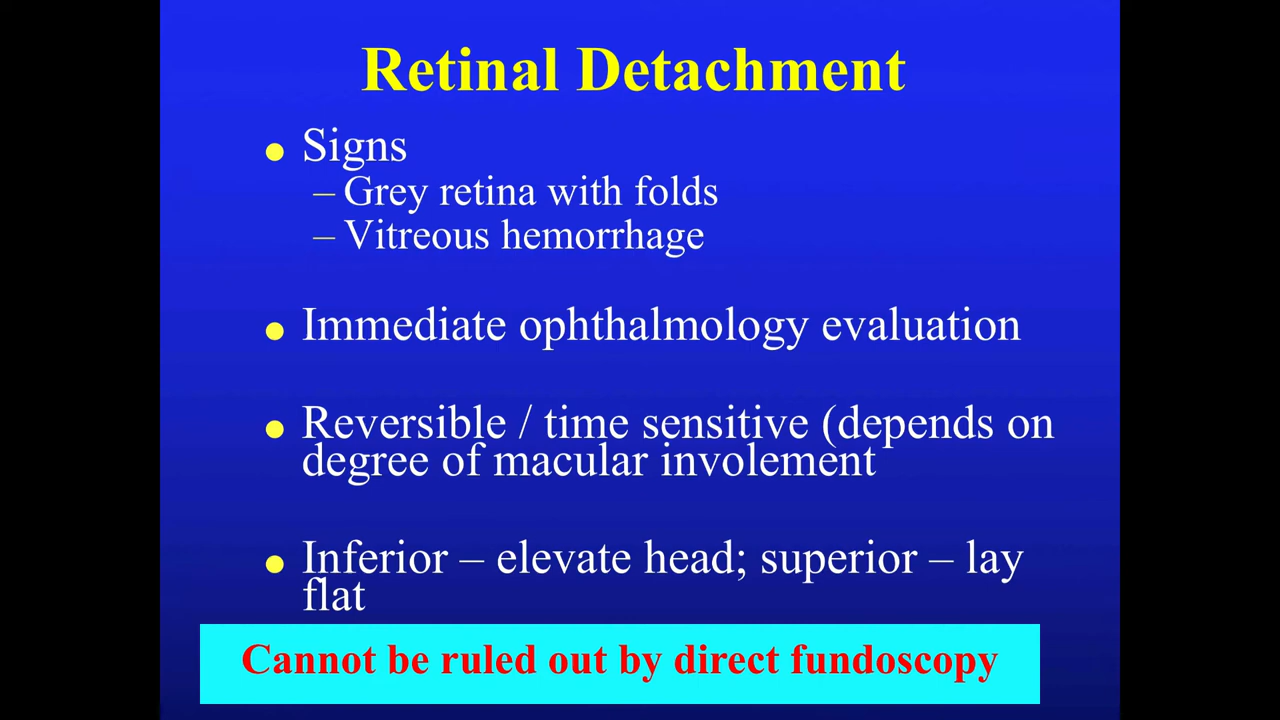 Retinal Detachment
● Signs
– Grey retina with folds
– Vitreous hemorrhage
● Immediate ophthalmology evaluation
● Reversible / time sensitive (depends on
degree of macular involement
● Inferior – elevate head; superior – lay
flat
Cannot be ruled out by direct fundoscopy